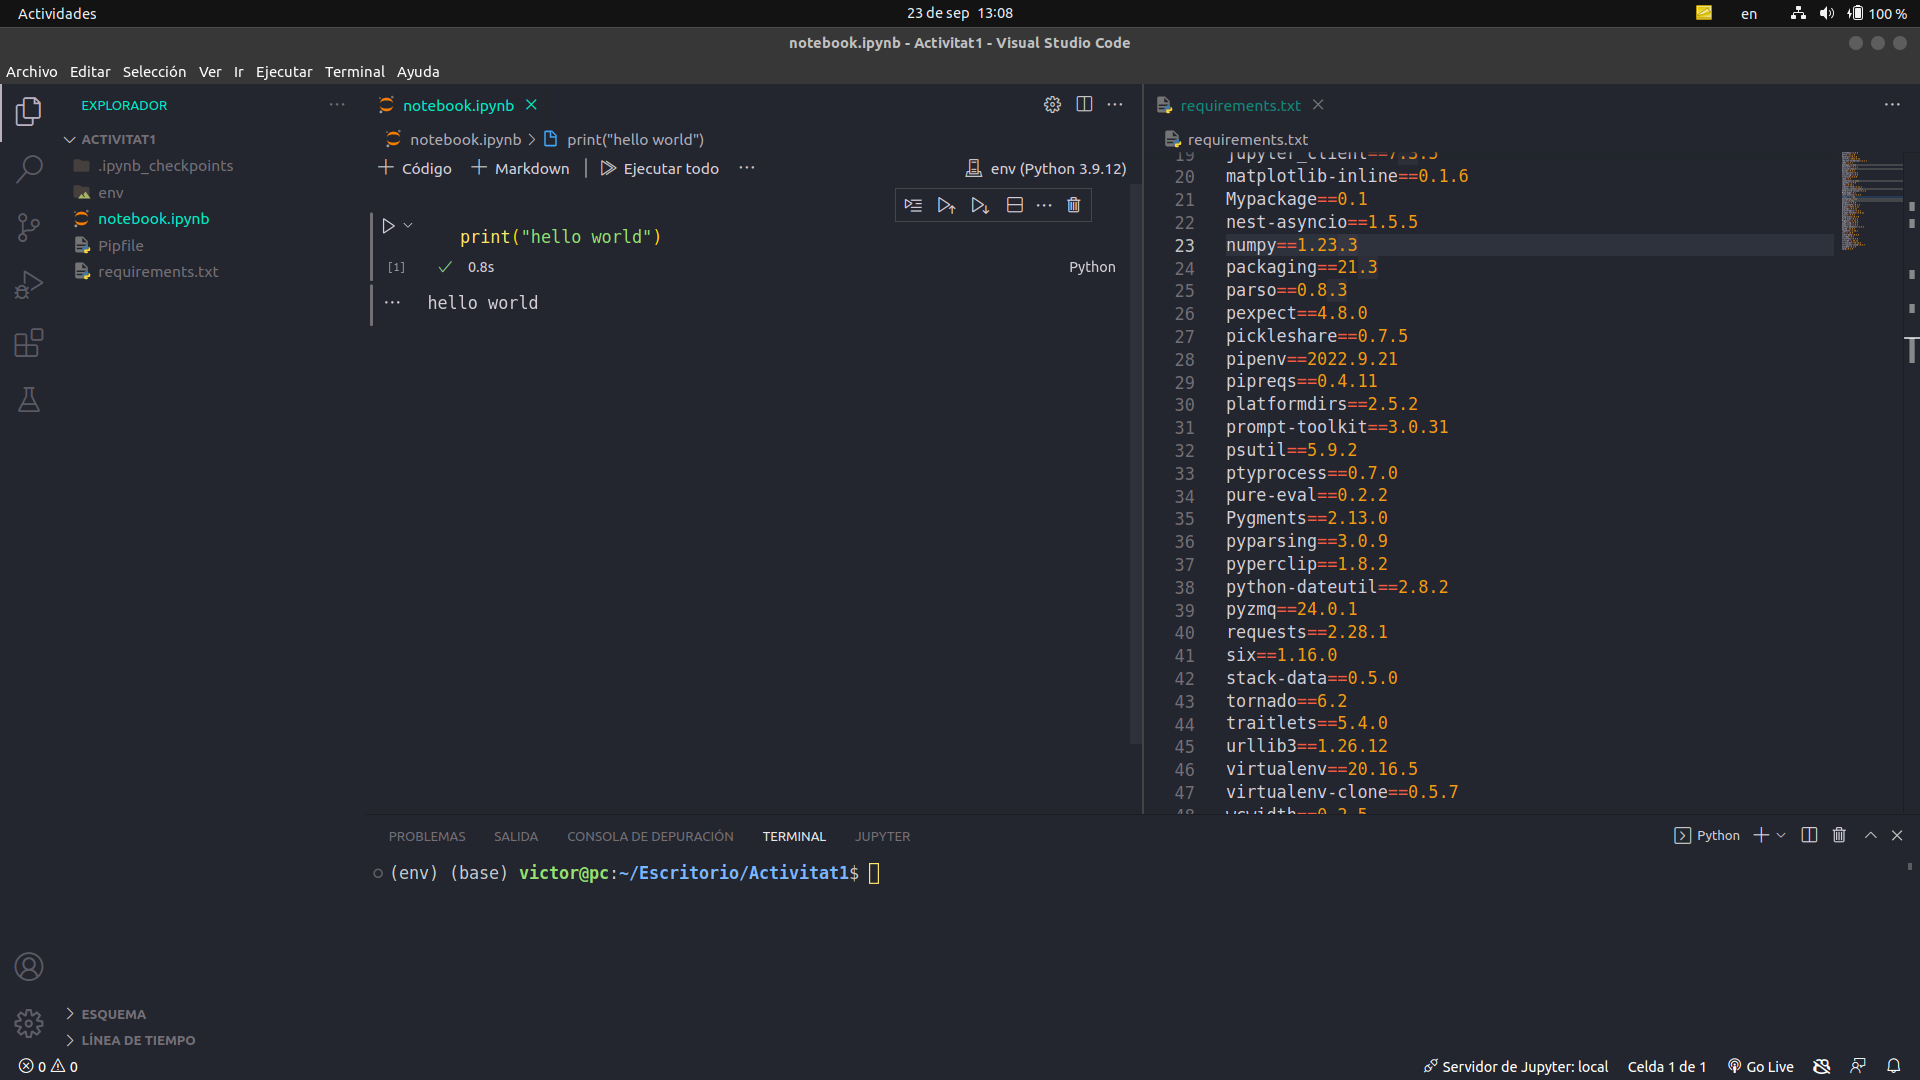 Actividades
23 de sep 13:08
en
100 %
notebook.ipynb - Activitat1 - Visual Studio Code
Archivo Editar Selección Ver Ir Ejecutar Terminal Ayuda
EXPLORADOR
ACTIVITAT1
.ipynb_checkpoints
env
notebook.ipynb
Pipfile
requirements.txt
ESQUEMA
LÍNEA DE TIEMPO
notebook.ipynb
notebook.ipynb > print("hello world")
Código Markdown Ejecutar todo
env (Python 3.9.12)
print("hello world")
[1] 0.8s Python
hello world
requirements.txt
requirements.txt
19 jupyter_client==7.3.5
20 matplotlib-inline==0.1.6
21 Mypackage==0.1
22 nest-asyncio==1.5.5
23 numpy==1.23.3
24 packaging==21.3
25 parso==0.8.3
26 pexpect==4.8.0
27 pickleshare==0.7.5
28 pipenv==2022.9.21
29 pipreqs==0.4.11
30 platformdirs==2.5.2
31 prompt-toolkit==3.0.31
32 psutil==5.9.2
33 ptyprocess==0.7.0
34 pure-eval==0.2.2
35 Pygments==2.13.0
36 pyparsing==3.0.9
37 pyperclip==1.8.2
38 python-dateutil==2.8.2
39 pyzmq==24.0.1
40 requests==2.28.1
41 six==1.16.0
42 stack-data==0.5.0
43 tornado==6.2
44 traitlets==5.4.0
45 urllib3==1.26.12
46 virtualenv==20.16.5
47 virtualenv-clone==0.5.7
48 wcwidth==0.2.5
PROBLEMAS SALIDA CONSOLA DE DEPURACIÓN TERMINAL JUPYTER
Python
(env) (base) victor@pc:~/Escritorio/Activitat1$
0 0
Servidor de Jupyter: local Celda 1 de 1 Go Live